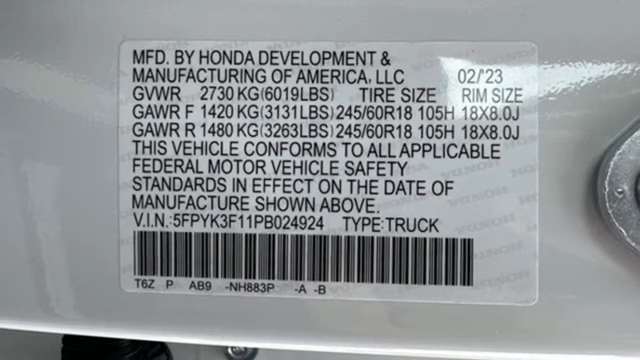 MFD. BY HONDA DEVELOPMENT &
MANUFACTURING OF AMERICA, LLC 02/'23
GVWR 2730 KG(6019LBS) TIRE SIZE RIM SIZE
GAWR F 1420 KG(3131LBS) 245/60R18 105H 18X8.0J
GAWR R 1480 KG(3263LBS) 245/60R18 105H 18X8.0J
THIS VEHICLE CONFORMS TO ALL APPLICABLE
FEDERAL MOTOR VEHICLE SAFETY
STANDARDS IN EFFECT ON THE DATE OF
MANUFACTURE SHOWN ABOVE.
V.I.N.:5FPYK3F11PB024924 TYPE:TRUCK
T6Z P AB9 -NH883P -A -B